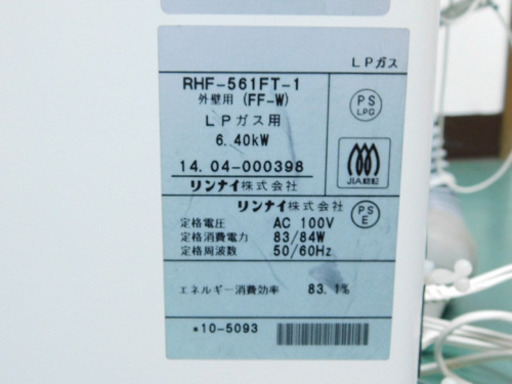 LPガス
RHF-561FT-1
外壁用 (FF-W)
LPガス用
6.40kW
14.04-000398
リンナイ株式会社
PS
LPG
JIA認証
リンナイ株式会社
定格電圧 AC 100V
定格消費電力 83/84W
定格周波数 50/60Hz
PS
E
エネルギー消費効率 83.1%
*10-5093